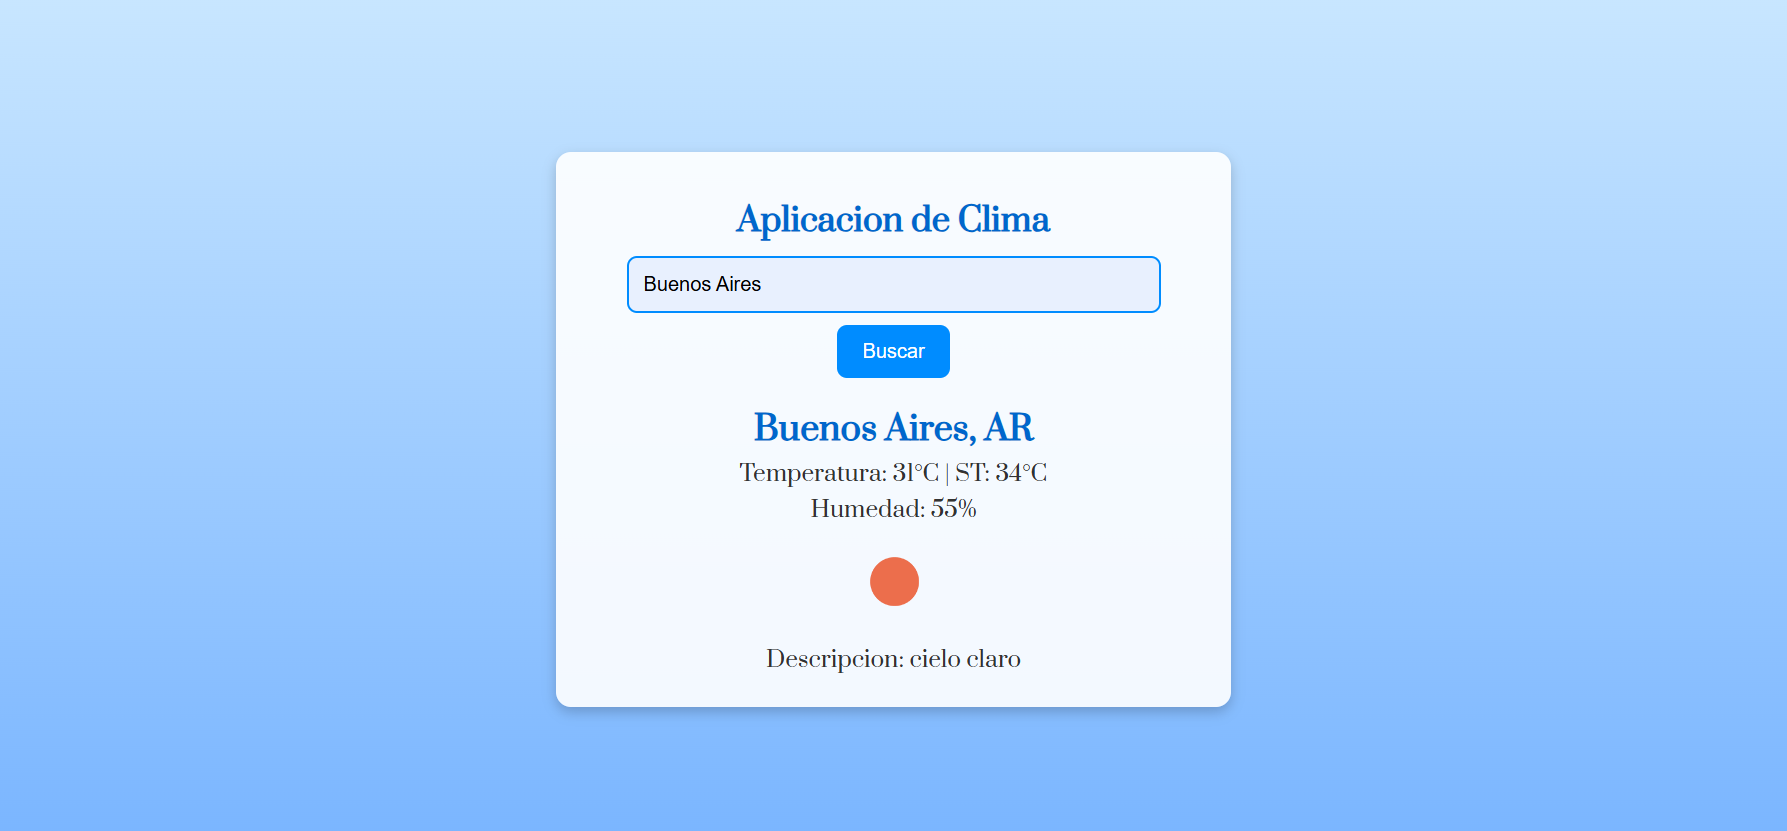 Aplicacion de Clima
Buenos Aires
Buscar
Buenos Aires, AR
Temperatura: 31°C | ST: 34°C
Humedad: 55%
Descripcion: cielo claro